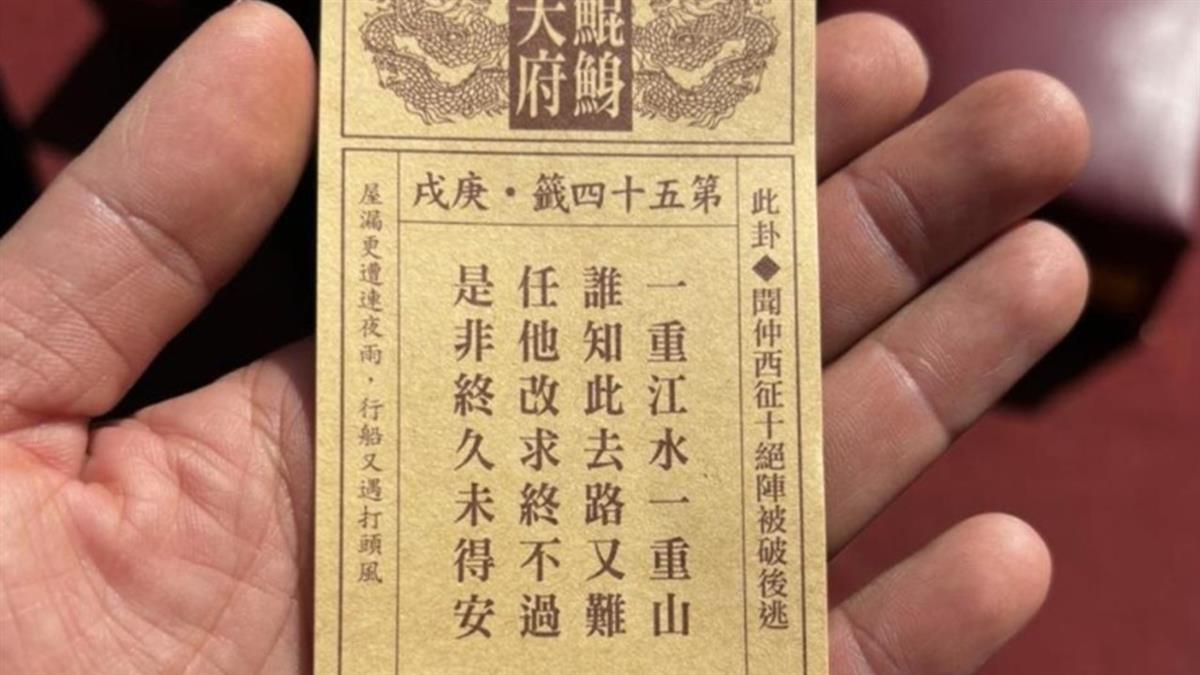 鯤鯓
天府
第五十四籤・庚戌
此卦◆聞仲西征十絕陣被破後逃
一重江水一重山
誰知此去路又難
任他改求終不過
是非終久未得安
屋漏更遭連夜雨，行船又遇打頭風